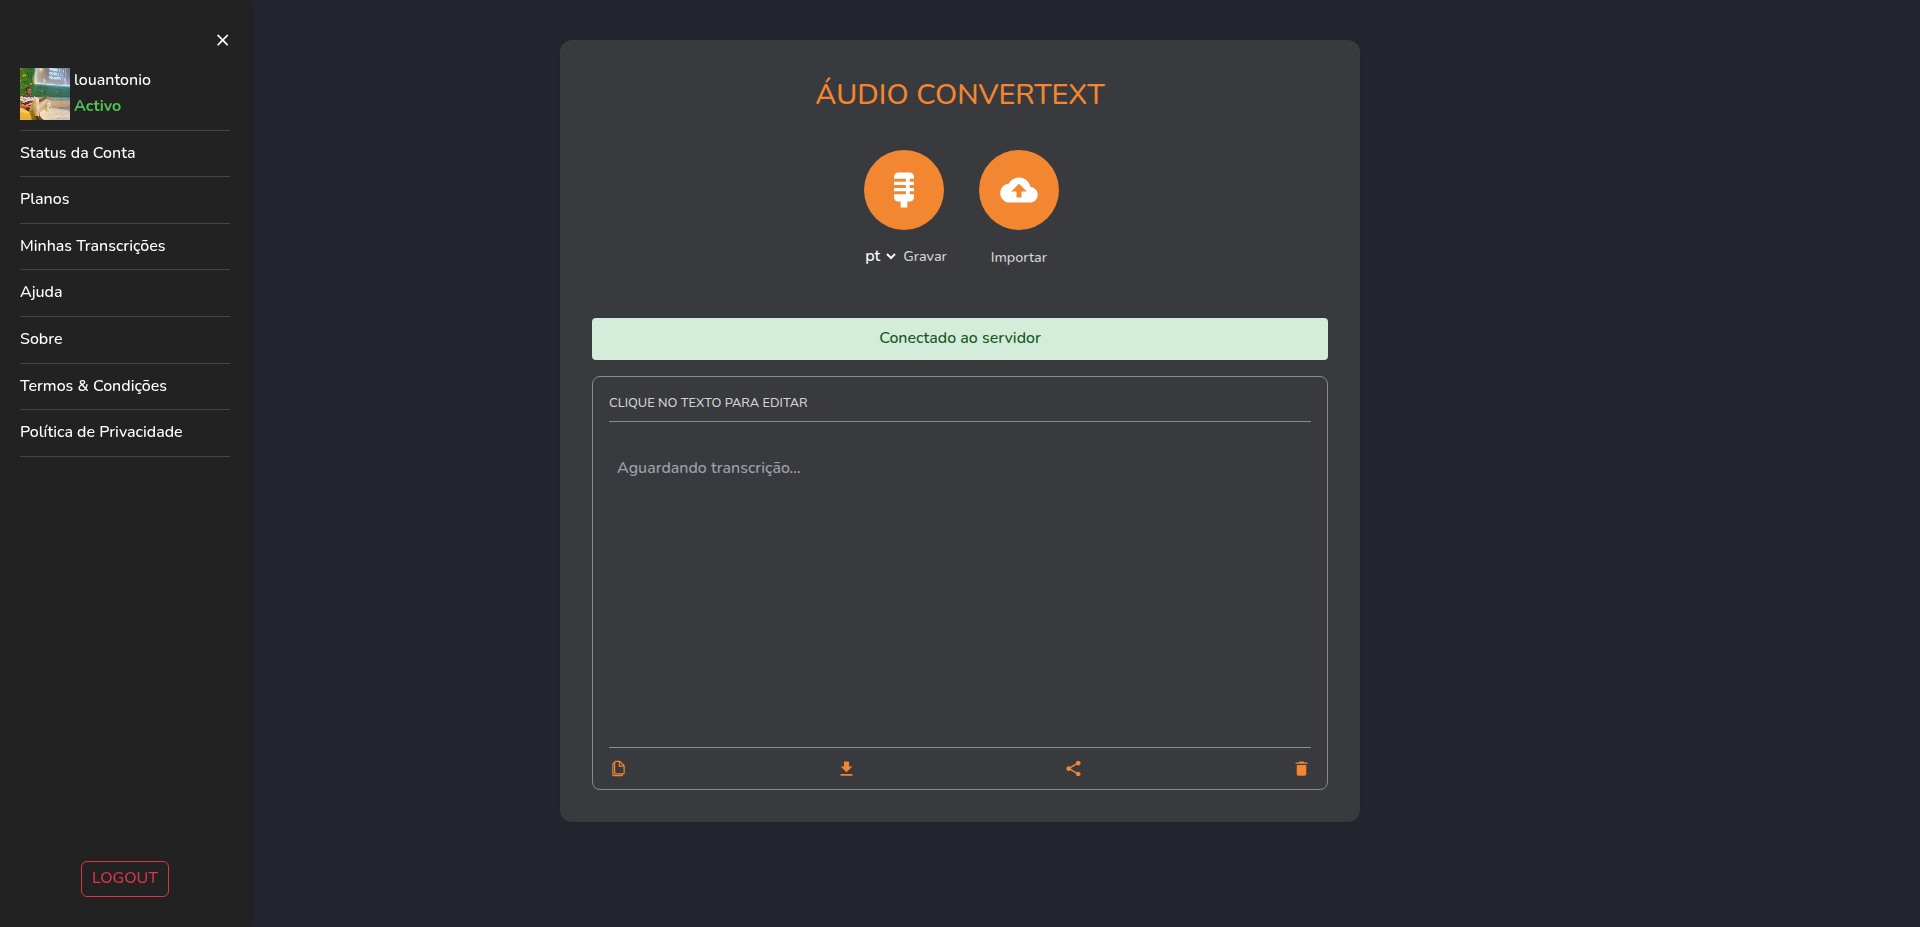 louantonio
Activo
Status da Conta
Planos
Minhas Transcrições
Ajuda
Sobre
Termos & Condições
Política de Privacidade
LOGOUT
ÁUDIO CONVERTEXT
pt Gravar
Importar
Conectado ao servidor
CLIQUE NO TEXTO PARA EDITAR
Aguardando transcrição...